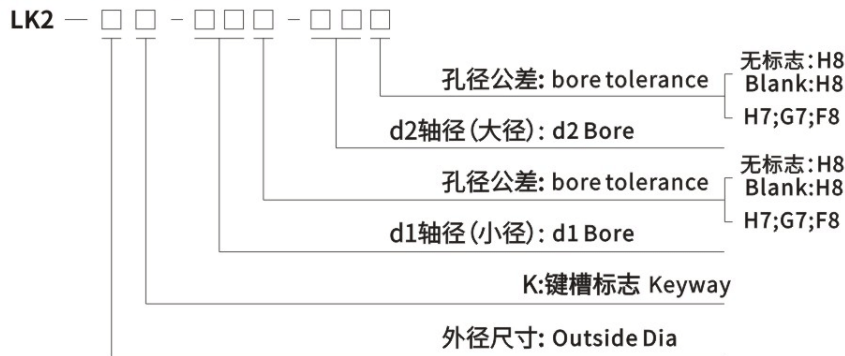 LK2 — □ □ - □ □ □ - □ □ □
孔径公差: bore tolerance
无标志:H8
Blank:H8
H7;G7;F8
d2轴径(大径): d2 Bore
孔径公差: bore tolerance
无标志:H8
Blank:H8
H7;G7;F8
d1轴径(小径): d1 Bore
K:键槽标志 Keyway
外径尺寸: Outside Dia